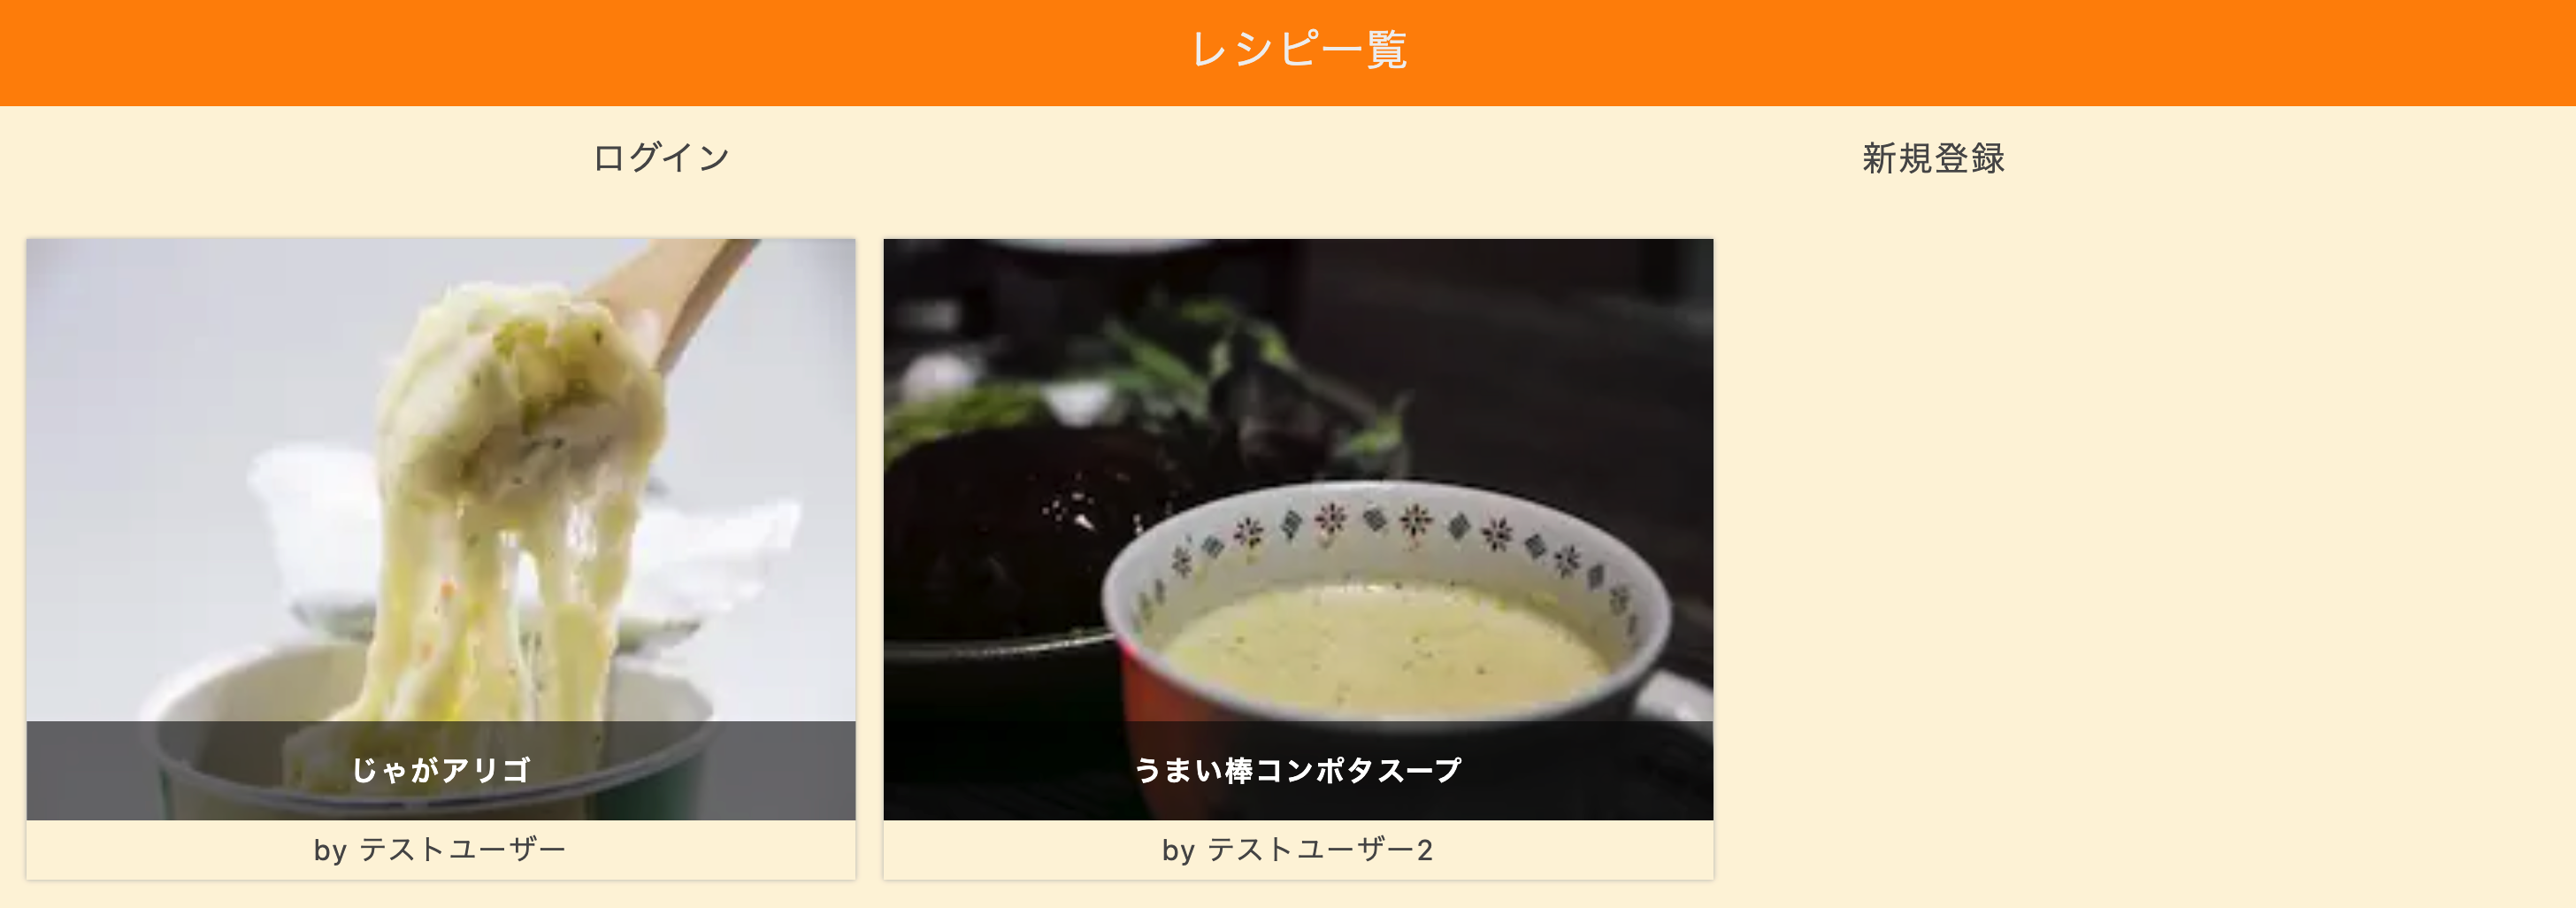 レシピ一覧
ログイン
新規登録
じゃがアリゴ
うまい棒コンポタスープ
by テストユーザー
by テストユーザー2